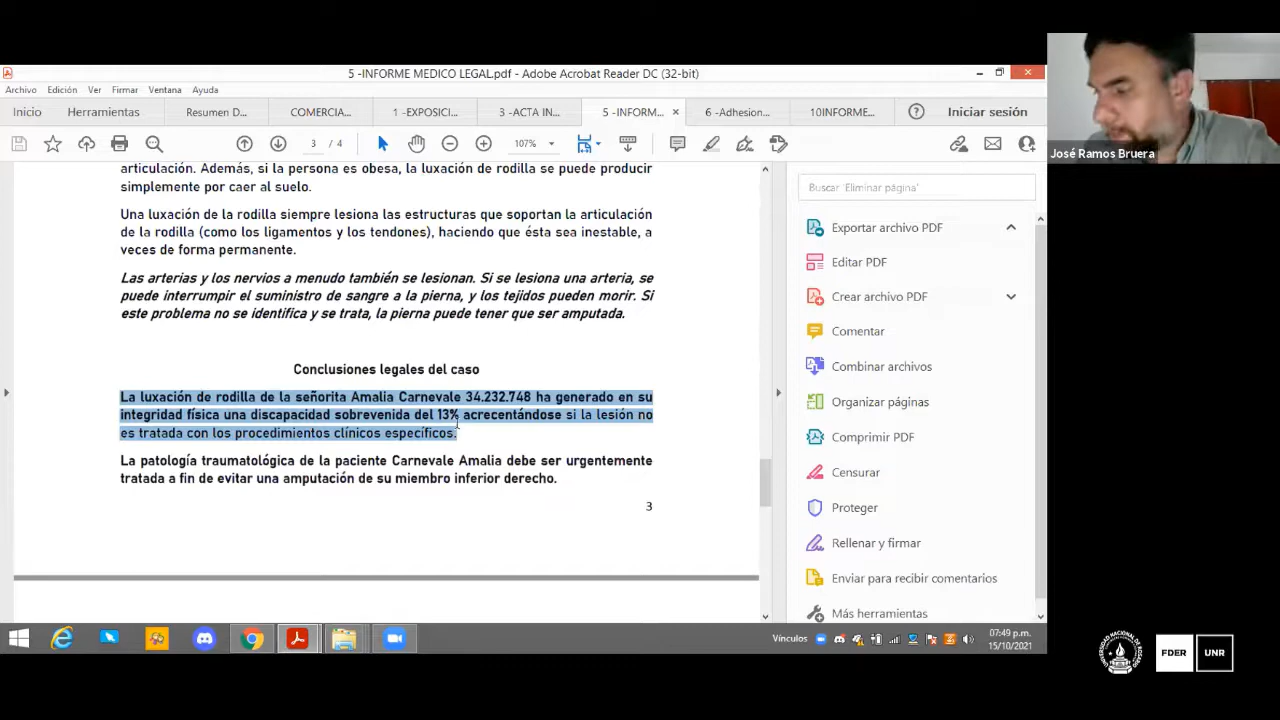 5 -INFORME MEDICO LEGAL.pdf - Adobe Acrobat Reader DC (32-bit)
Archivo Edición Ver Firmar Ventana Ayuda
Inicio Herramientas Resumen D... COMERCIA... 1 -EXPOSICI... 3 -ACTA IN... 5 -INFORM... 6 -Adhesion... 10INFORME... Iniciar sesión
3 / 4 107%
José Ramos Bruera
articulación. Además, si la persona es obesa, la luxación de rodilla se puede producir
simplemente por caer al suelo.
Una luxación de la rodilla siempre lesiona las estructuras que soportan la articulación
de la rodilla (como los ligamentos y los tendones), haciendo que ésta sea inestable, a
veces de forma permanente.
Las arterias y los nervios a menudo también se lesionan. Si se lesiona una arteria, se
puede interrumpir el suministro de sangre a la pierna, y los tejidos pueden morir. Si
este problema no se identifica y se trata, la pierna puede tener que ser amputada.
Conclusiones legales del caso
La luxación de rodilla de la señorita Amalia Carnevale 34.232.748 ha generado en su
integridad física una discapacidad sobrevenida del 13% acrecentándose si la lesión no
es tratada con los procedimientos clínicos específicos.
La patología traumatológica de la paciente Carnevale Amalia debe ser urgentemente
tratada a fin de evitar una amputación de su miembro inferior derecho.
3
Buscar 'Eliminar página'
Exportar archivo PDF
Editar PDF
Crear archivo PDF
Comentar
Combinar archivos
Organizar páginas
Comprimir PDF
Censurar
Proteger
Rellenar y firmar
Enviar para recibir comentarios
Más herramientas
Vínculos
07:49 p.m.
15/10/2021
FDER UNR